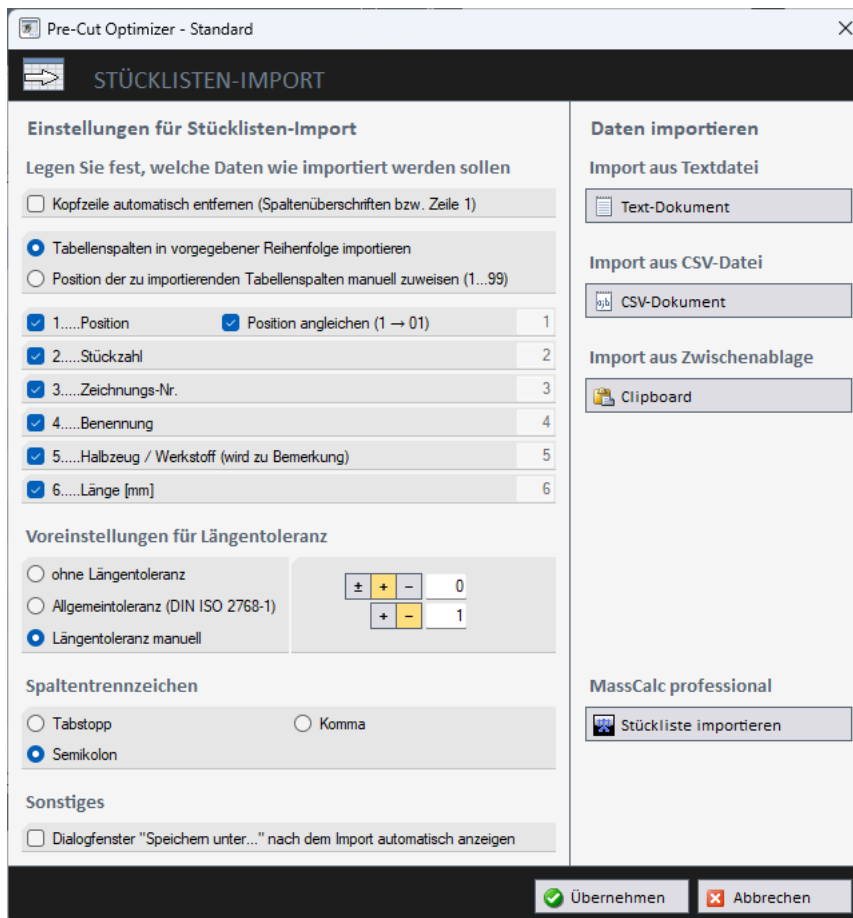 Pre-Cut Optimizer - Standard
STÜCKLISTEN-IMPORT
Einstellungen für Stücklisten-Import
Legen Sie fest, welche Daten wie importiert werden sollen
Kopfzeile automatisch entfernen (Spaltenüberschriften bzw. Zeile 1)
Tabellenspalten in vorgegebener Reihenfolge importieren
Position der zu importierenden Tabellenspalten manuell zuweisen (1...99)
1.....Position Position angleichen (1 → 01) 1
2.....Stückzahl 2
3.....Zeichnungs-Nr. 3
4.....Benennung 4
5.....Halbzeug / Werkstoff (wird zu Bemerkung) 5
6.....Länge [mm] 6
Voreinstellungen für Längentoleranz
ohne Längentoleranz
Allgemeintoleranz (DIN ISO 2768-1)
Längentoleranz manuell
± + − 0
+ − 1
Spaltentrennzeichen
Tabstopp Komma
Semikolon
Sonstiges
Dialogfenster "Speichern unter..." nach dem Import automatisch anzeigen
Daten importieren
Import aus Textdatei
Text-Dokument
Import aus CSV-Datei
a;b CSV-Dokument
Import aus Zwischenablage
Clipboard
MassCalc professional
Stückliste importieren
Übernehmen Abbrechen